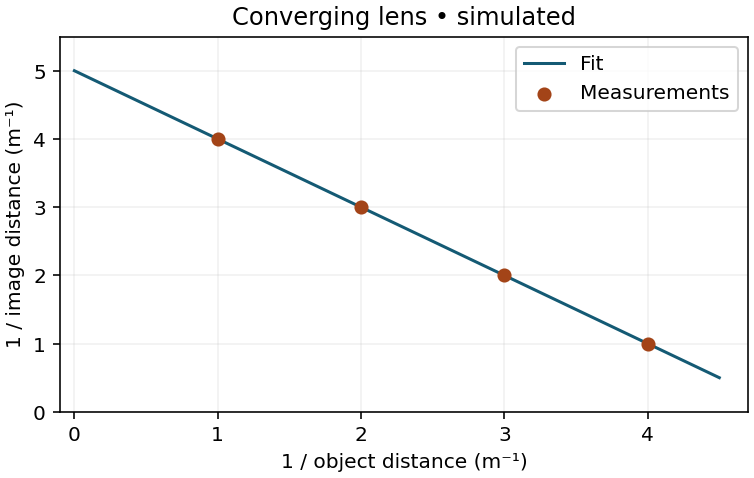 Converging lens • simulated
Fit
Measurements
1 / image distance (m⁻¹)
5
4
3
2
1
0
0 1 2 3 4
1 / object distance (m⁻¹)